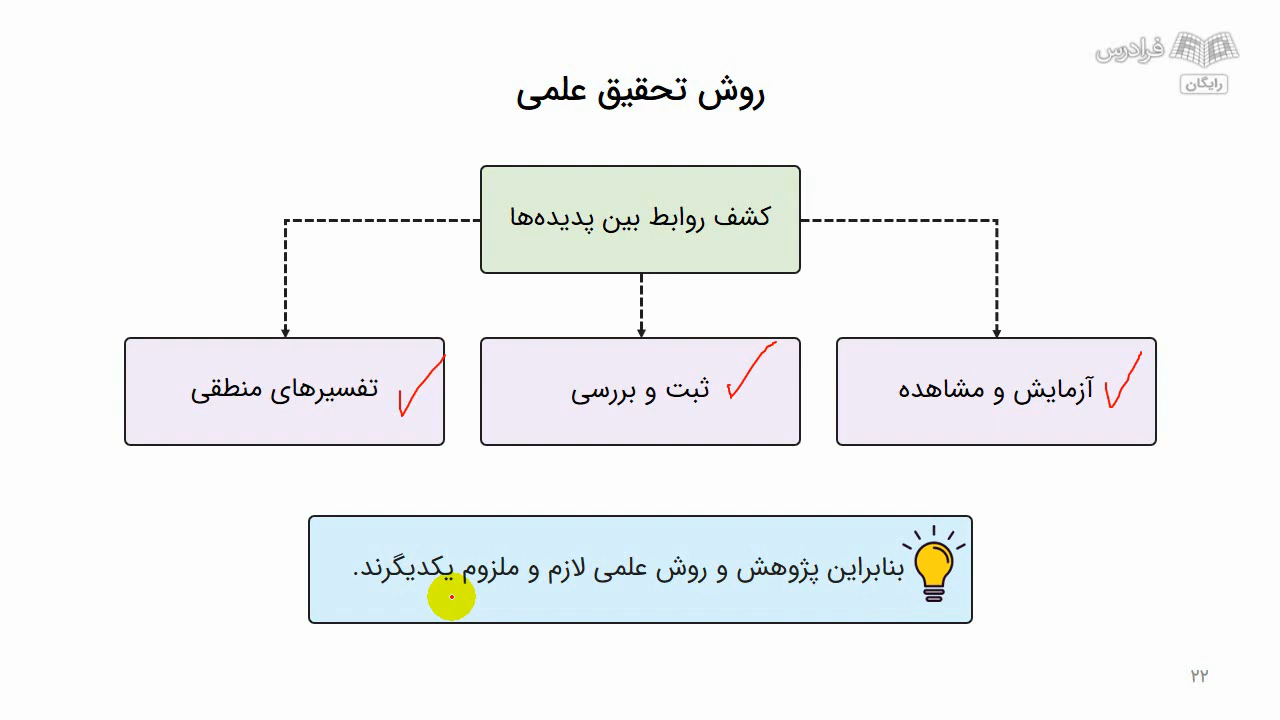 فرادرس
رایگان
روش تحقیق علمی
کشف روابط بین پدیده‌ها
آزمایش و مشاهده
ثبت و بررسی
تفسیرهای منطقی
بنابراین پژوهش و روش علمی لازم و ملزوم یکدیگرند.
۲۲